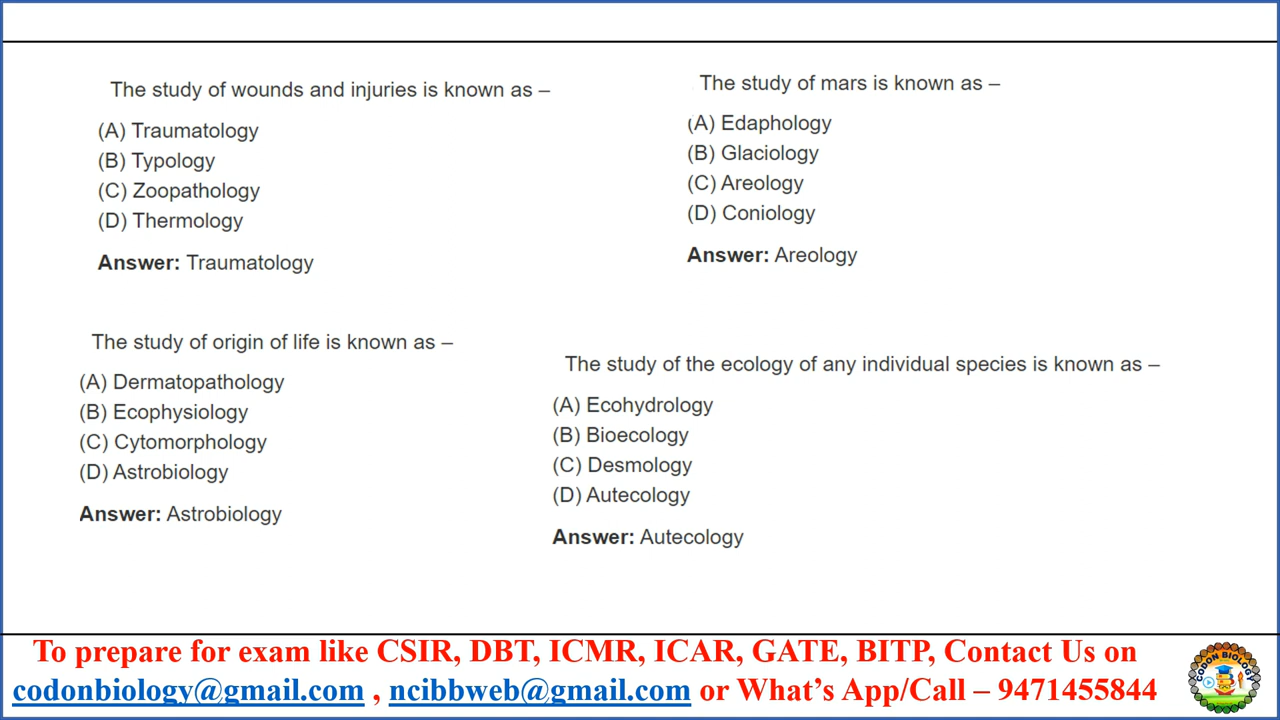 The study of wounds and injuries is known as –
(A) Traumatology
(B) Typology
(C) Zoopathology
(D) Thermology
Answer: Traumatology
The study of mars is known as –
(A) Edaphology
(B) Glaciology
(C) Areology
(D) Coniology
Answer: Areology
The study of origin of life is known as –
(A) Dermatopathology
(B) Ecophysiology
(C) Cytomorphology
(D) Astrobiology
Answer: Astrobiology
The study of the ecology of any individual species is known as –
(A) Ecohydrology
(B) Bioecology
(C) Desmology
(D) Autecology
Answer: Autecology
To prepare for exam like CSIR, DBT, ICMR, ICAR, GATE, BITP, Contact Us on
codonbiology@gmail.com , ncibbweb@gmail.com or What’s App/Call – 9471455844
CODON BIOLOGY